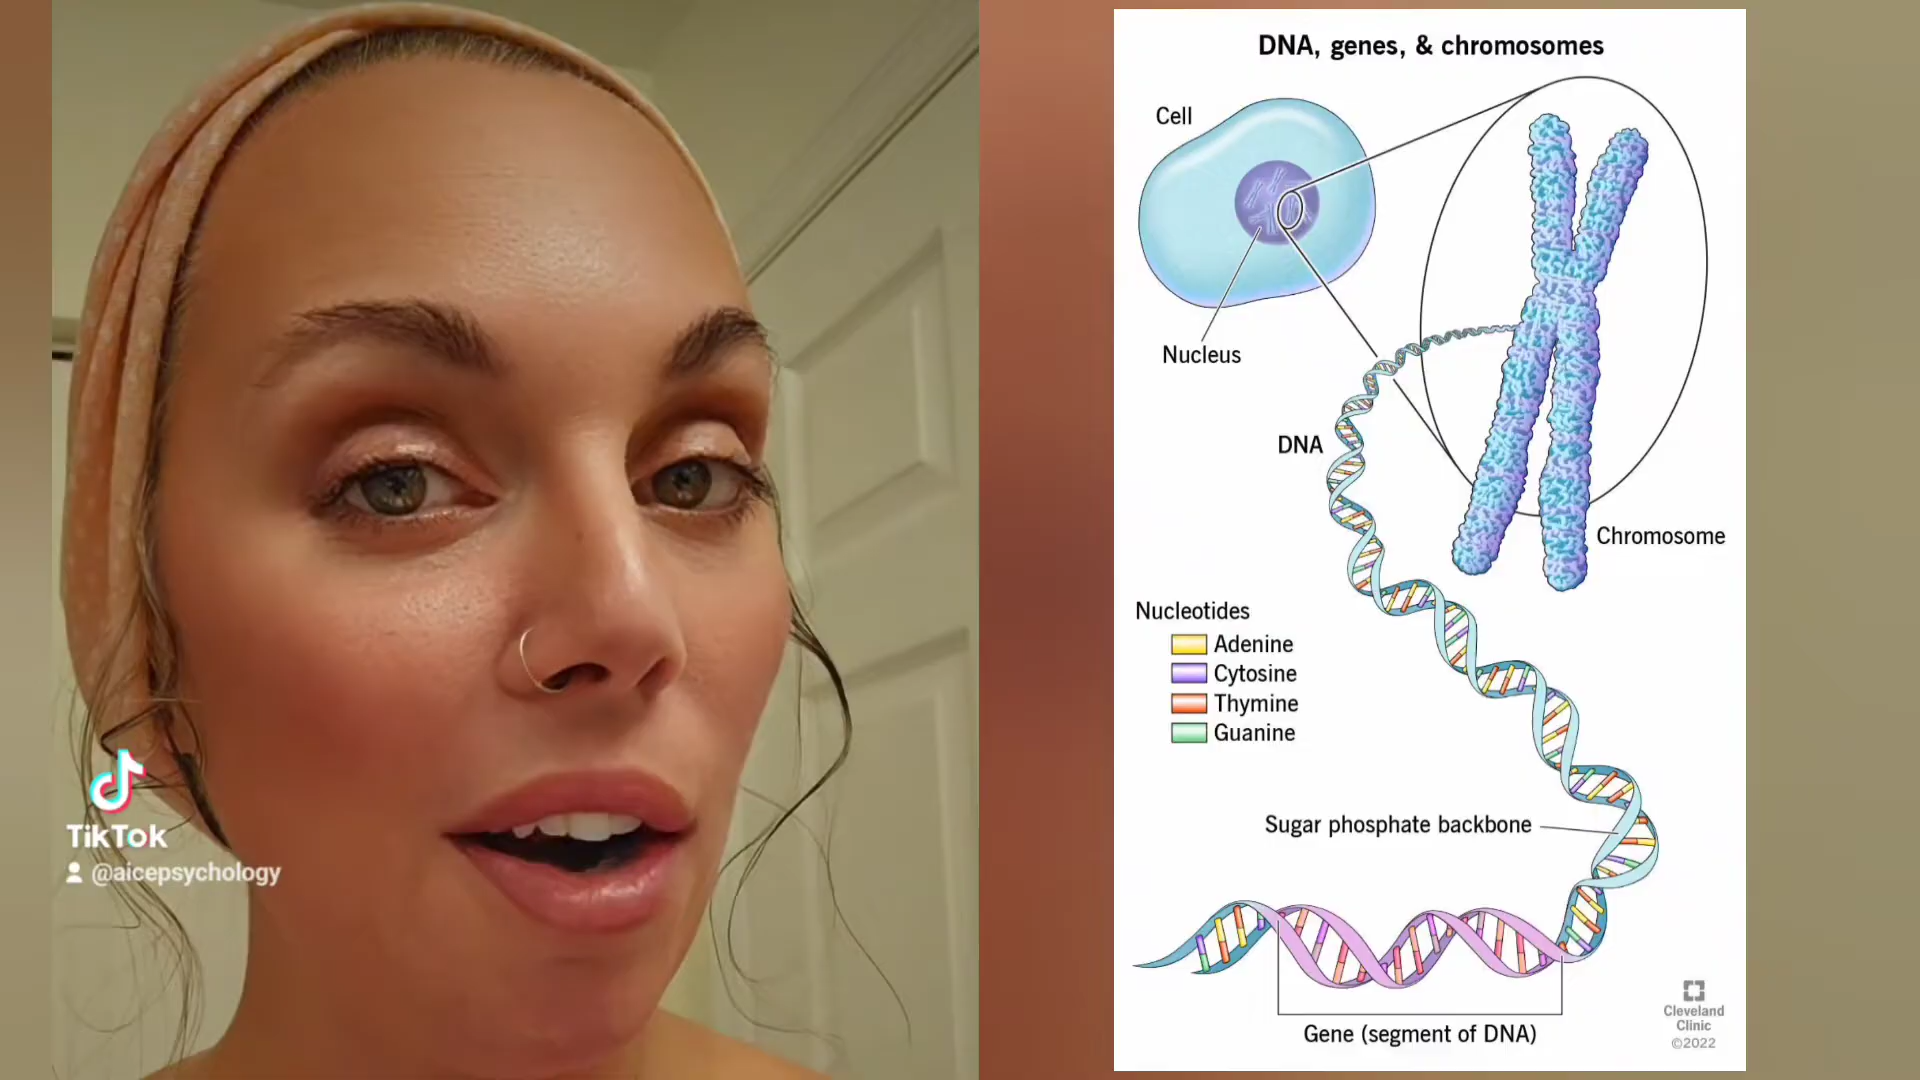 TikTok
@aicepsychology
DNA, genes, & chromosomes
Cell
Nucleus
DNA
Chromosome
Nucleotides
Adenine
Cytosine
Thymine
Guanine
Sugar phosphate backbone
Gene (segment of DNA)
Cleveland
Clinic
©2022